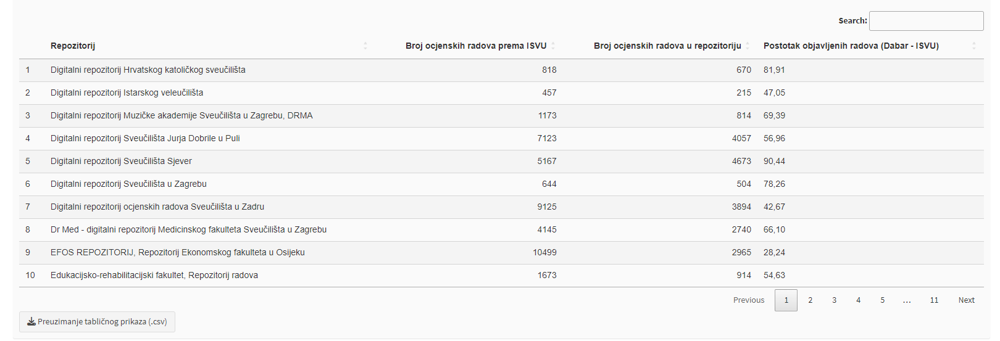 Search:
Repozitorij Broj ocjenskih radova prema ISVU Broj ocjenskih radova u repozitoriju Postotak objavljenih radova (Dabar - ISVU)
1 Digitalni repozitorij Hrvatskog katoličkog sveučilišta 818 670 81,91
2 Digitalni repozitorij Istarskog veleučilišta 457 215 47,05
3 Digitalni repozitorij Muzičke akademije Sveučilišta u Zagrebu, DRMA 1173 814 69,39
4 Digitalni repozitorij Sveučilišta Jurja Dobrile u Puli 7123 4057 56,96
5 Digitalni repozitorij Sveučilišta Sjever 5167 4673 90,44
6 Digitalni repozitorij Sveučilišta u Zagrebu 644 504 78,26
7 Digitalni repozitorij ocjenskih radova Sveučilišta u Zadru 9125 3894 42,67
8 Dr Med - digitalni repozitorij Medicinskog fakulteta Sveučilišta u Zagrebu 4145 2740 66,10
9 EFOS REPOZITORIJ, Repozitorij Ekonomskog fakulteta u Osijeku 10499 2965 28,24
10 Edukacijsko-rehabilitacijski fakultet, Repozitorij radova 1673 914 54,63
Previous 1 2 3 4 5 … 11 Next
Preuzimanje tabličnog prikaza (.csv)